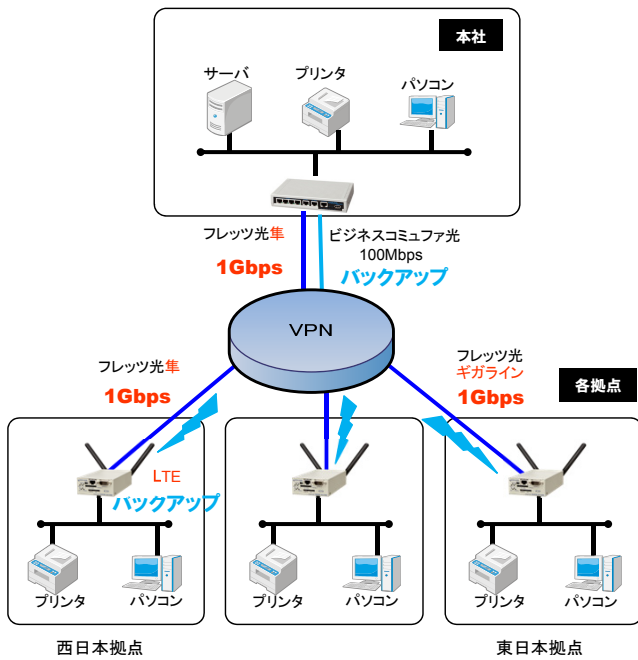 本社
サーバ
プリンタ
パソコン
フレッツ光隼
1Gbps
ビジネスコミュファ光
100Mbps
バックアップ
VPN
フレッツ光隼
1Gbps
フレッツ光
ギガライン
1Gbps
各拠点
LTE
バックアップ
プリンタ
パソコン
プリンタ
パソコン
プリンタ
パソコン
西日本拠点
東日本拠点